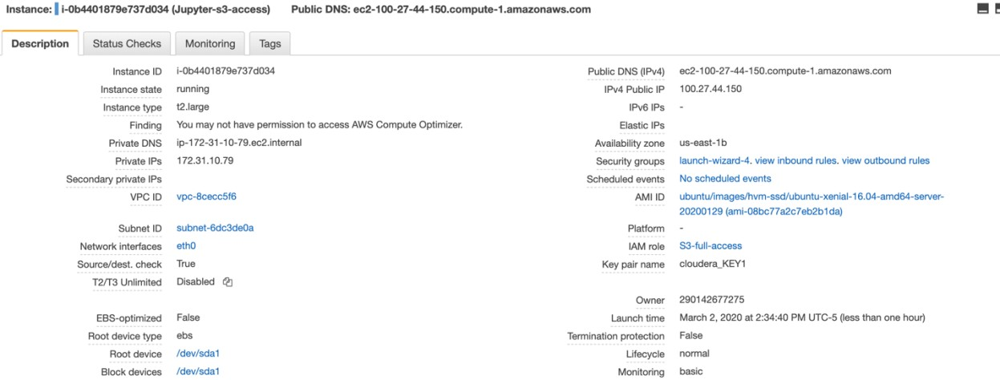 Instance: i-0b4401879e737d034 (Jupyter-s3-access) Public DNS: ec2-100-27-44-150.compute-1.amazonaws.com
Description Status Checks Monitoring Tags
Instance ID i-0b4401879e737d034 Public DNS (IPv4) ec2-100-27-44-150.compute-1.amazonaws.com
Instance state running IPv4 Public IP 100.27.44.150
Instance type t2.large IPv6 IPs -
Finding You may not have permission to access AWS Compute Optimizer. Elastic IPs
Private DNS ip-172-31-10-79.ec2.internal Availability zone us-east-1b
Private IPs 172.31.10.79 Security groups launch-wizard-4. view inbound rules. view outbound rules
Secondary private IPs Scheduled events No scheduled events
VPC ID vpc-8cecc5f6 AMI ID ubuntu/images/hvm-ssd/ubuntu-xenial-16.04-amd64-server-
20200129 (ami-08bc77a2c7eb2b1da)
Subnet ID subnet-6dc3de0a Platform -
Network interfaces eth0 IAM role S3-full-access
Source/dest. check True Key pair name cloudera_KEY1
T2/T3 Unlimited Disabled
Owner 290142677275
EBS-optimized False Launch time March 2, 2020 at 2:34:40 PM UTC-5 (less than one hour)
Root device type ebs Termination protection False
Root device /dev/sda1 Lifecycle normal
Block devices /dev/sda1 Monitoring basic